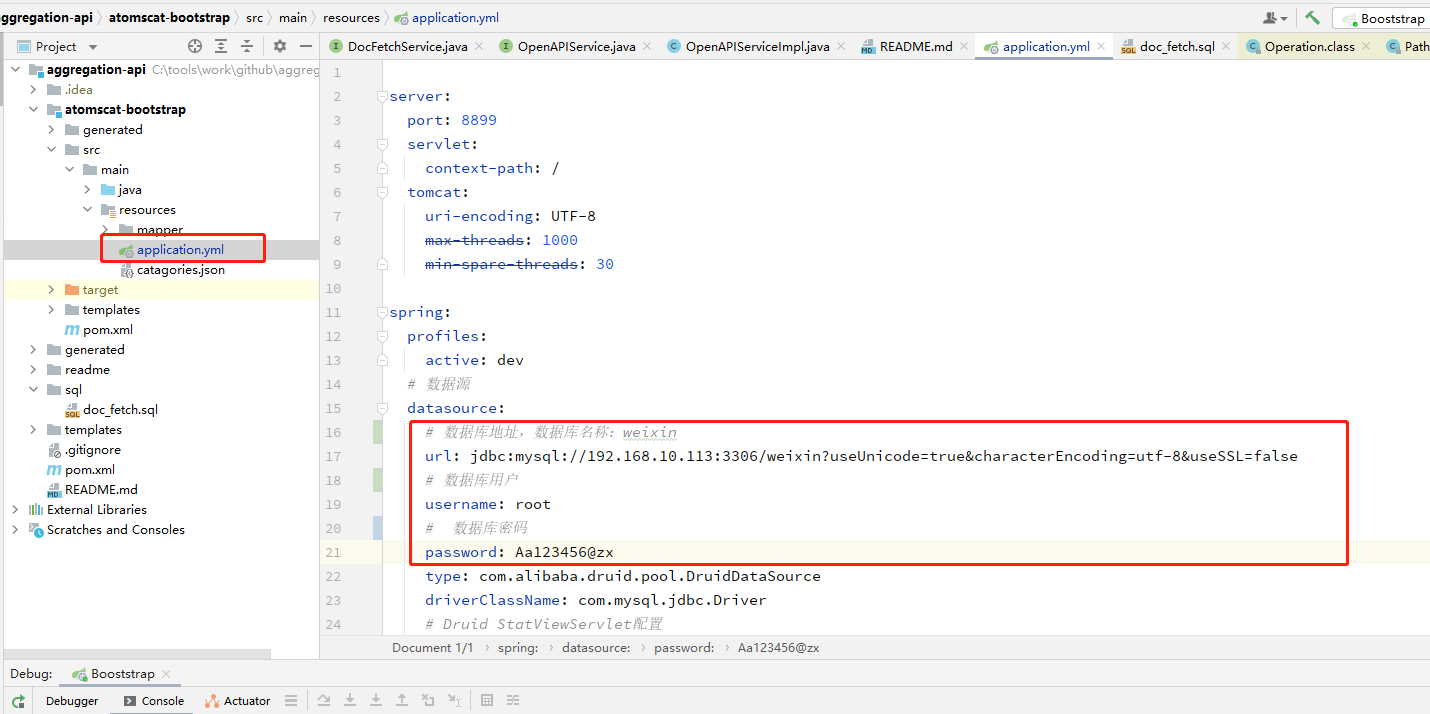 aggregation-api atomscat-bootstrap src main resources application.yml Booststrap
Project DocFetchService.java OpenAPIService.java OpenAPIServiceImpl.java README.md application.yml doc_fetch.sql Operation.class Path
aggregation-api C:\tools\work\github\aggreg
.idea
atomscat-bootstrap
generated
src
main
java
resources
mapper
application.yml
catagories.json
target
templates
pom.xml
generated
readme
sql
doc_fetch.sql
templates
.gitignore
pom.xml
README.md
External Libraries
Scratches and Consoles
1
2 server:
3 port: 8899
4 servlet:
5 context-path: /
6 tomcat:
7 uri-encoding: UTF-8
8 max-threads: 1000
9 min-spare-threads: 30
10
11 spring:
12 profiles:
13 active: dev
14 # 数据源
15 datasource:
16 # 数据库地址，数据库名称：weixin
17 url: jdbc:mysql://192.168.10.113:3306/weixin?useUnicode=true&characterEncoding=utf-8&useSSL=false
18 # 数据库用户
19 username: root
20 # 数据库密码
21 password: Aa123456@zx
22 type: com.alibaba.druid.pool.DruidDataSource
23 driverClassName: com.mysql.jdbc.Driver
24 # Druid StatViewServlet配置
Document 1/1 spring: datasource: password: Aa123456@zx
Debug: Booststrap
Debugger Console Actuator